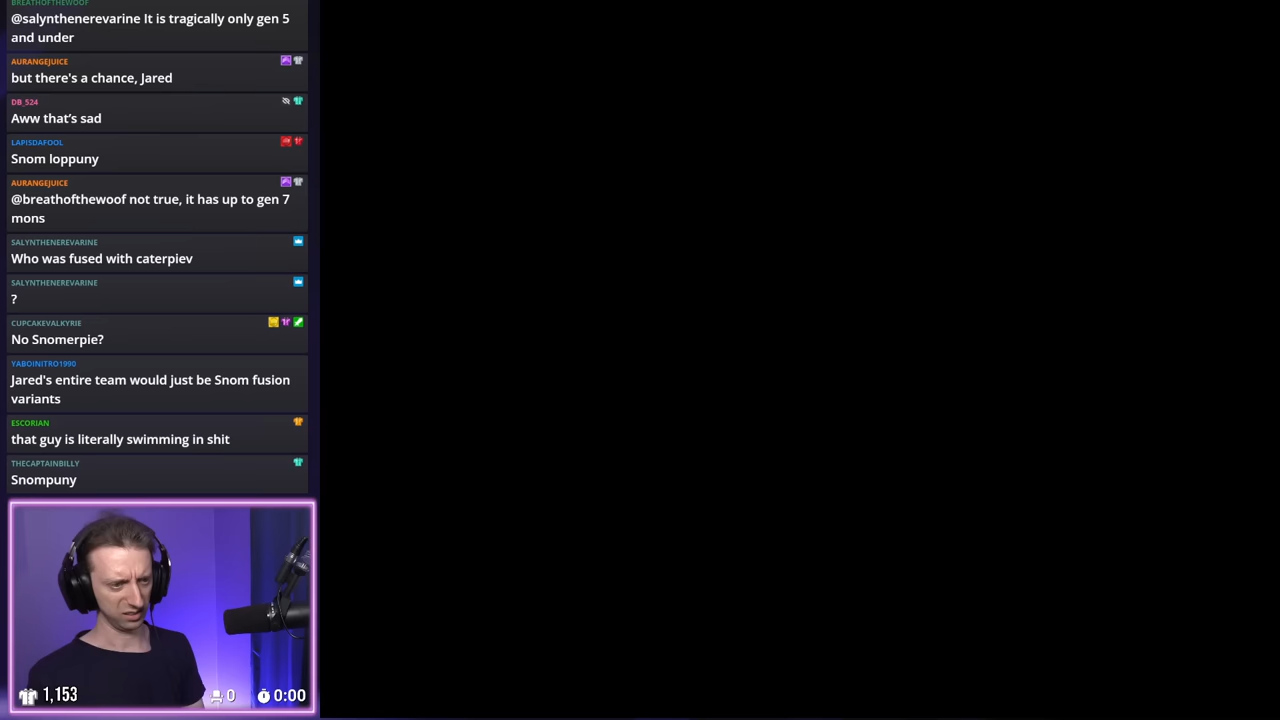 BREATHOFTHEWOOF
@salynthenerevarine It is tragically only gen 5
and under
AURANGEJUICE
but there's a chance, Jared
DB_524
Aww that’s sad
LAPISDAFOOL
Snom loppuny
AURANGEJUICE
@breathofthewoof not true, it has up to gen 7
mons
SALYNTHENEREVARINE
Who was fused with caterpiev
SALYNTHENEREVARINE
?
CUPCAKEVALKYRIE
No Snomerpie?
YABOINITRO1990
Jared's entire team would just be Snom fusion
variants
ESCORIAN
that guy is literally swimming in shit
THECAPTAINBILLY
Snompuny
1,153
0
0:00